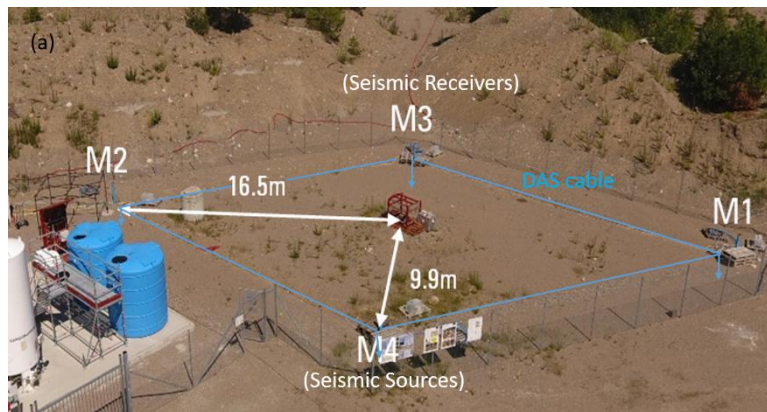 (a)
(Seismic Receivers)
M3
M2
16.5m
DAS cable
M1
9.9m
M4
(Seismic Sources)